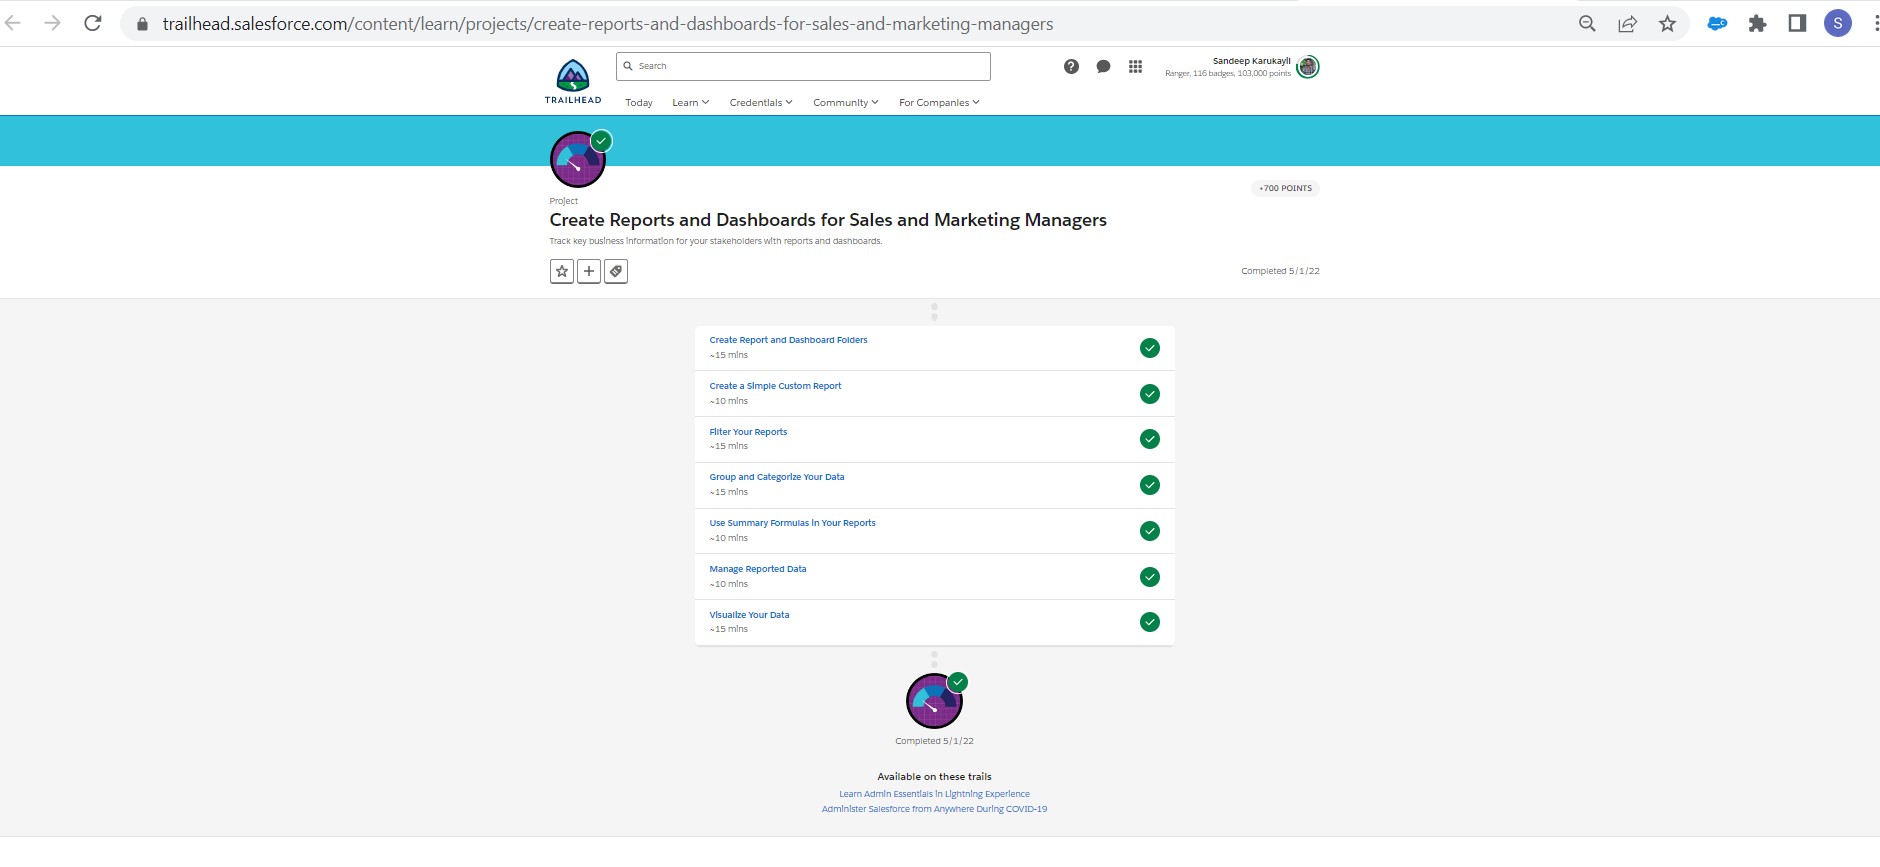 trailhead.salesforce.com/content/learn/projects/create-reports-and-dashboards-for-sales-and-marketing-managers
S
TRAILHEAD
Search
Sandeep Karukayil
Ranger, 116 badges, 103,000 points
Today Learn Credentials Community For Companies
+700 POINTS
Project
Create Reports and Dashboards for Sales and Marketing Managers
Track key business information for your stakeholders with reports and dashboards.
Completed 5/1/22
Create Report and Dashboard Folders
~15 mins
Create a Simple Custom Report
~10 mins
Filter Your Reports
~15 mins
Group and Categorize Your Data
~15 mins
Use Summary Formulas in Your Reports
~10 mins
Manage Reported Data
~10 mins
Visualize Your Data
~15 mins
Completed 5/1/22
Available on these trails
Learn Admin Essentials in Lightning Experience
Administer Salesforce from Anywhere During COVID-19